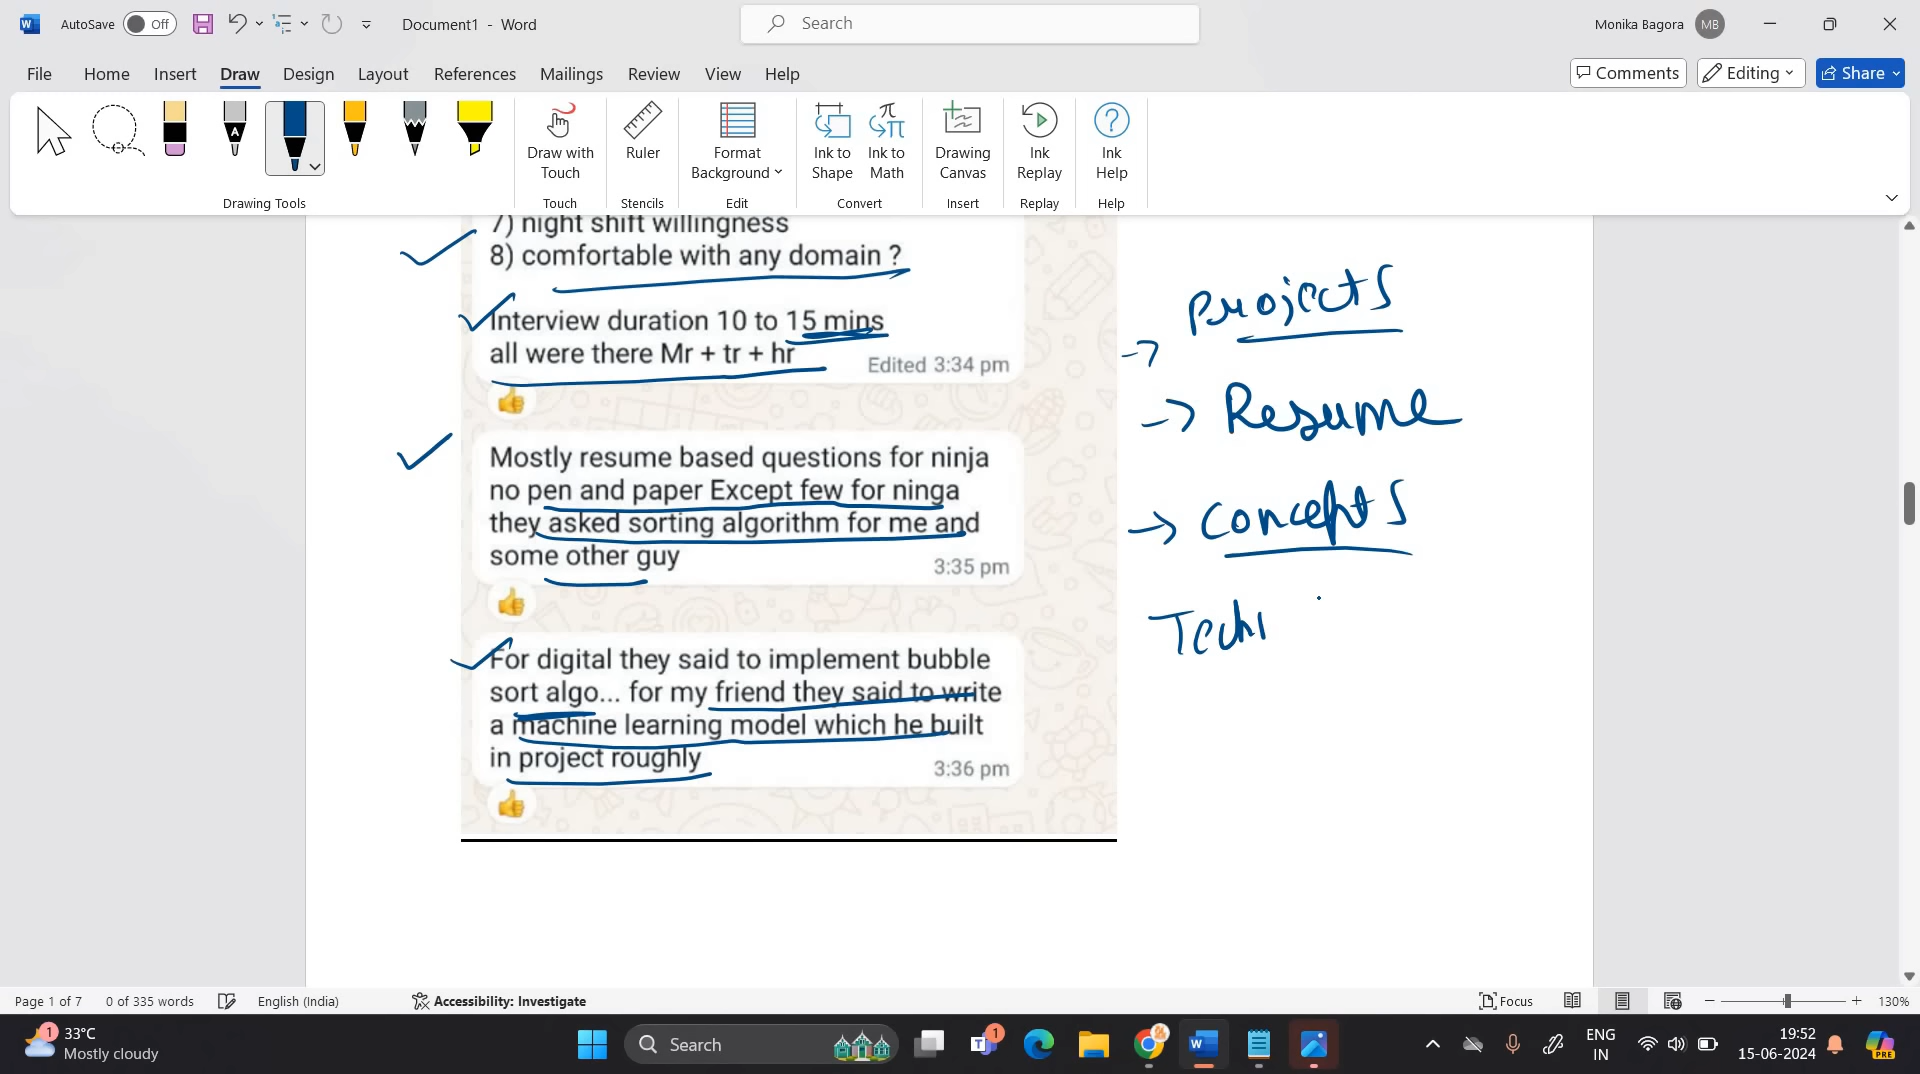 AutoSave Off Document1 - Word Search Monika Bagora MB
File Home Insert Draw Design Layout References Mailings Review View Help Comments Editing Share
A
Draw with Touch Ruler Format Background Ink to Shape Ink to Math Drawing Canvas Ink Replay Ink Help
Drawing Tools Touch Stencils Edit Convert Insert Replay Help
7) night shift willingness
8) comfortable with any domain ?
Interview duration 10 to 15 mins
all were there Mr + tr + hr
Edited 3:34 pm
Mostly resume based questions for ninja
no pen and paper Except few for ninga
they asked sorting algorithm for me and
some other guy
3:35 pm
For digital they said to implement bubble
sort algo... for my friend they said to write
a machine learning model which he built
in project roughly
3:36 pm
Projects
→
→ Resume
→ Concepts
Page 1 of 7 0 of 335 words English (India) Accessibility: Investigate Focus 130%
1 33°C
Mostly cloudy
Search
1
ENG
IN
19:52
15-06-2024
PRE